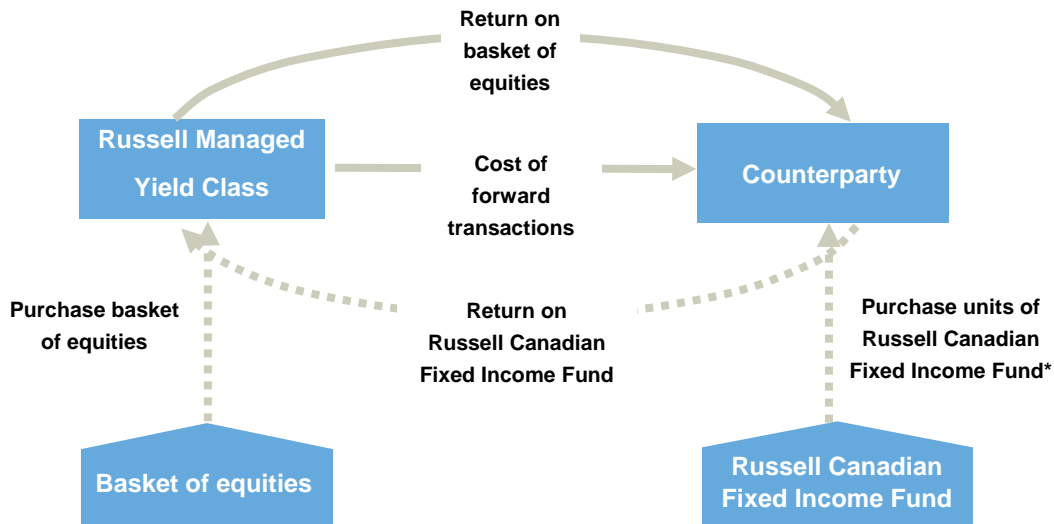 Return on
basket of
equities
Russell Managed
Yield Class
Cost of
forward
transactions
Counterparty
Purchase basket
of equities
Return on
Russell Canadian
Fixed Income Fund
Purchase units of
Russell Canadian
Fixed Income Fund*
Basket of equities
Russell Canadian
Fixed Income Fund